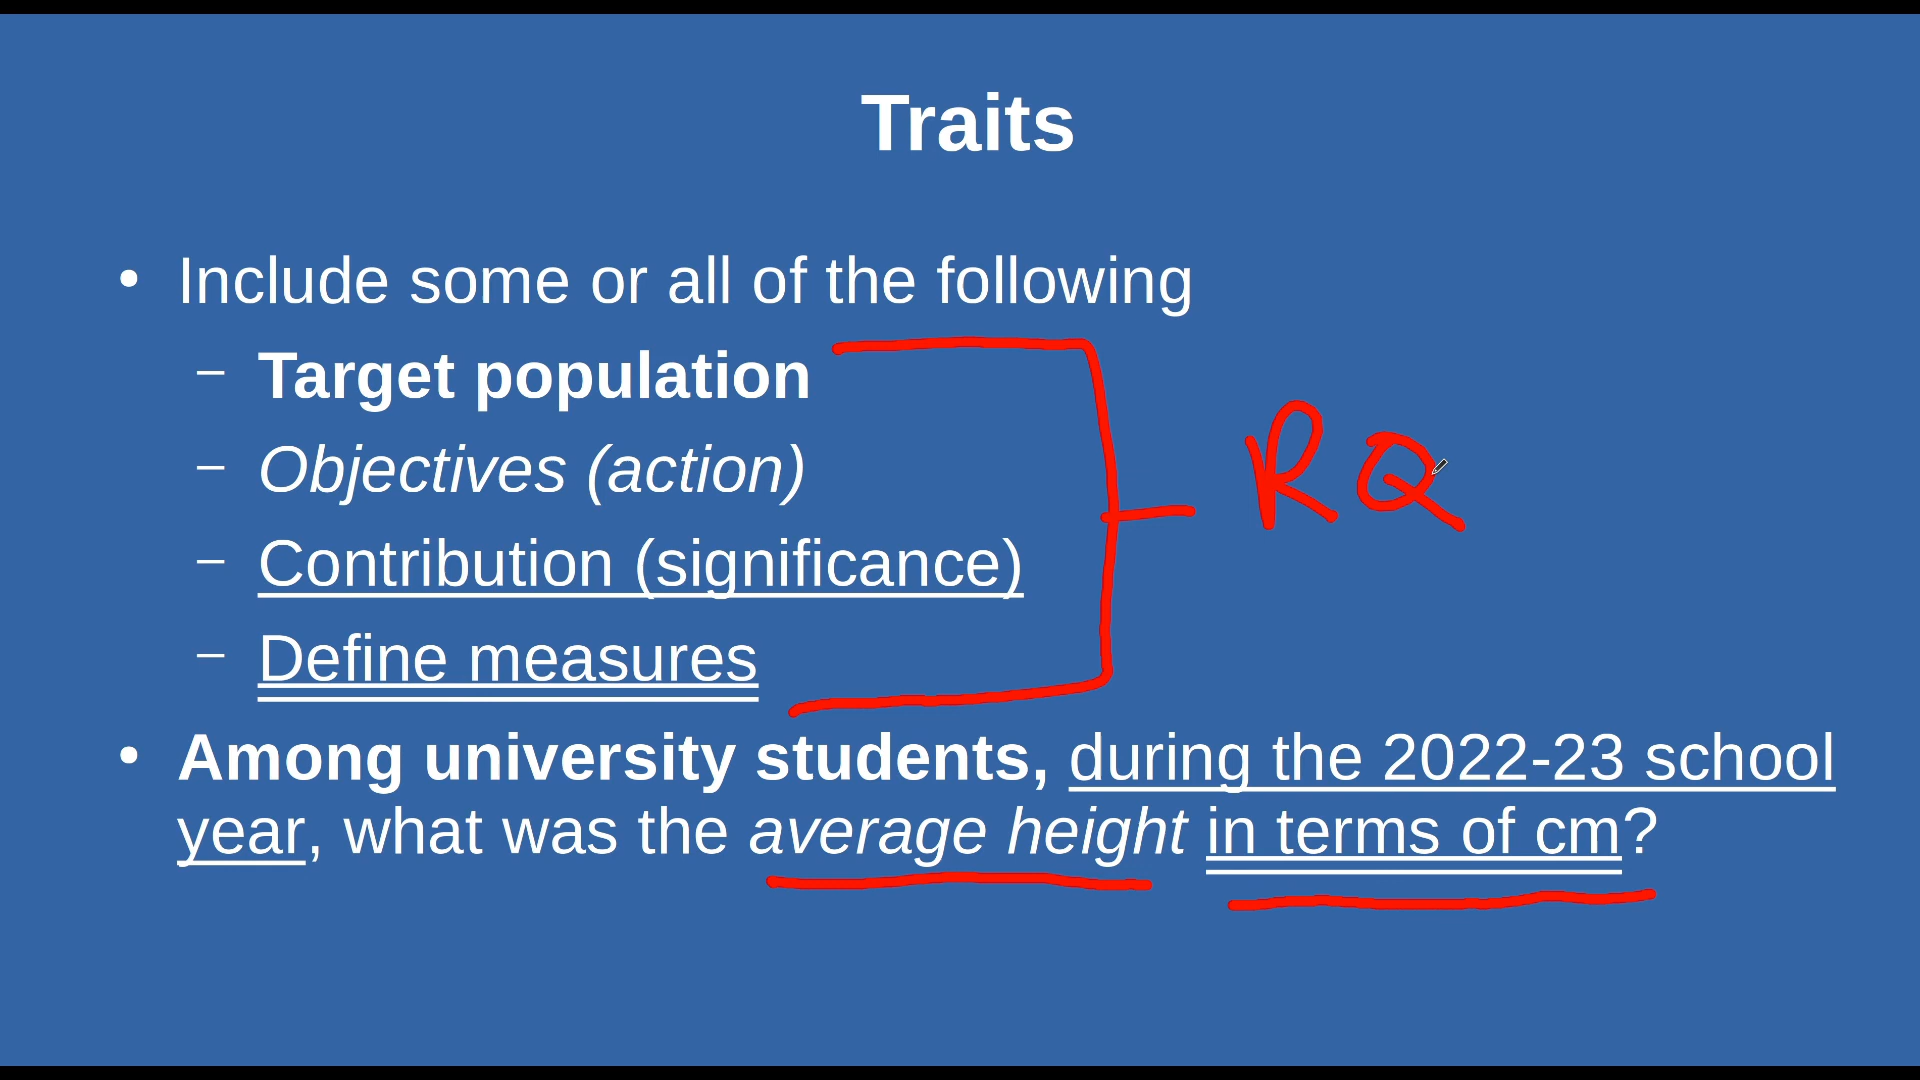 Traits
• Include some or all of the following
– Target population
– Objectives (action)
– Contribution (significance)
– Define measures
RQ
• Among university students, during the 2022-23 school
year, what was the average height in terms of cm?